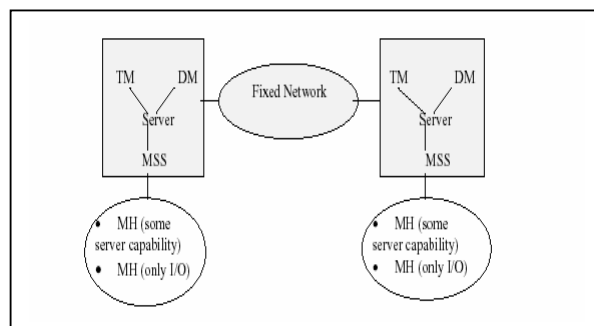 TM DM
Server
MSS
Fixed Network
TM DM
Server
MSS
• MH (some
server capability)
• MH (only I/O)
• MH (some
server capability)
• MH (only I/O)